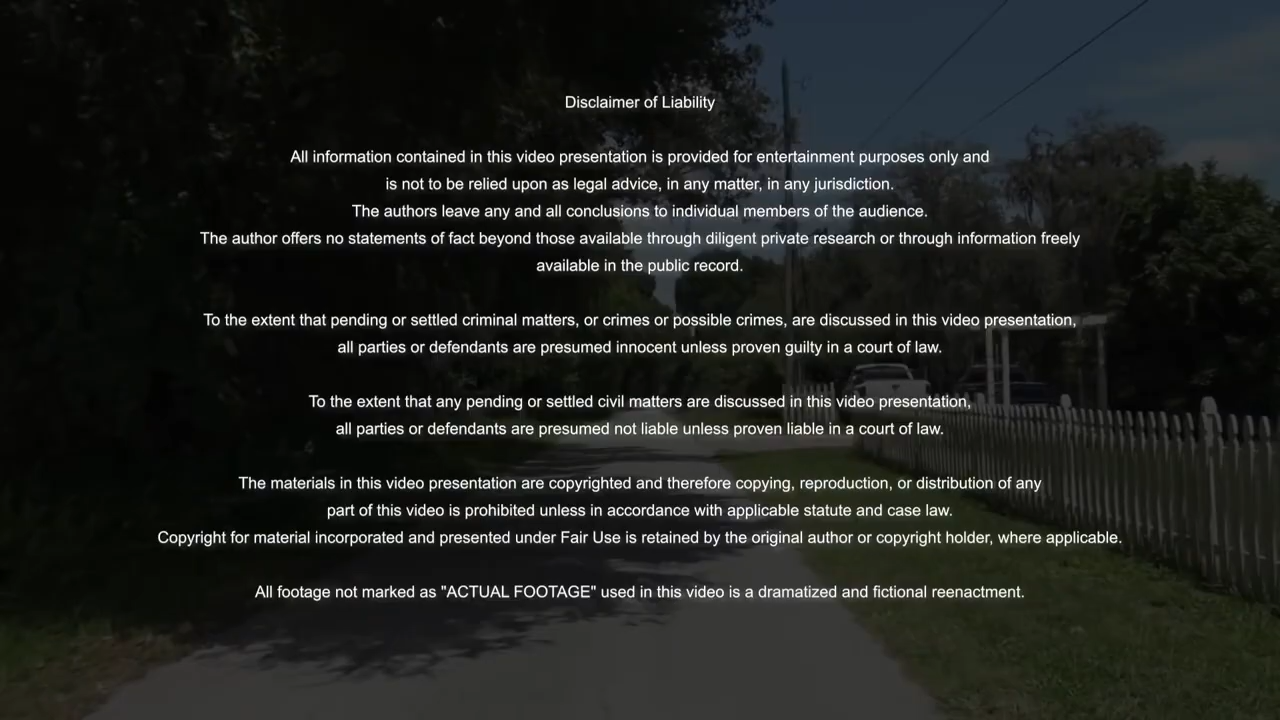 Disclaimer of Liability
All information contained in this video presentation is provided for entertainment purposes only and
is not to be relied upon as legal advice, in any matter, in any jurisdiction.
The authors leave any and all conclusions to individual members of the audience.
The author offers no statements of fact beyond those available through diligent private research or through information freely
available in the public record.
To the extent that pending or settled criminal matters, or crimes or possible crimes, are discussed in this video presentation,
all parties or defendants are presumed innocent unless proven guilty in a court of law.
To the extent that any pending or settled civil matters are discussed in this video presentation,
all parties or defendants are presumed not liable unless proven liable in a court of law.
The materials in this video presentation are copyrighted and therefore copying, reproduction, or distribution of any
part of this video is prohibited unless in accordance with applicable statute and case law.
Copyright for material incorporated and presented under Fair Use is retained by the original author or copyright holder, where applicable.
All footage not marked as "ACTUAL FOOTAGE" used in this video is a dramatized and fictional reenactment.